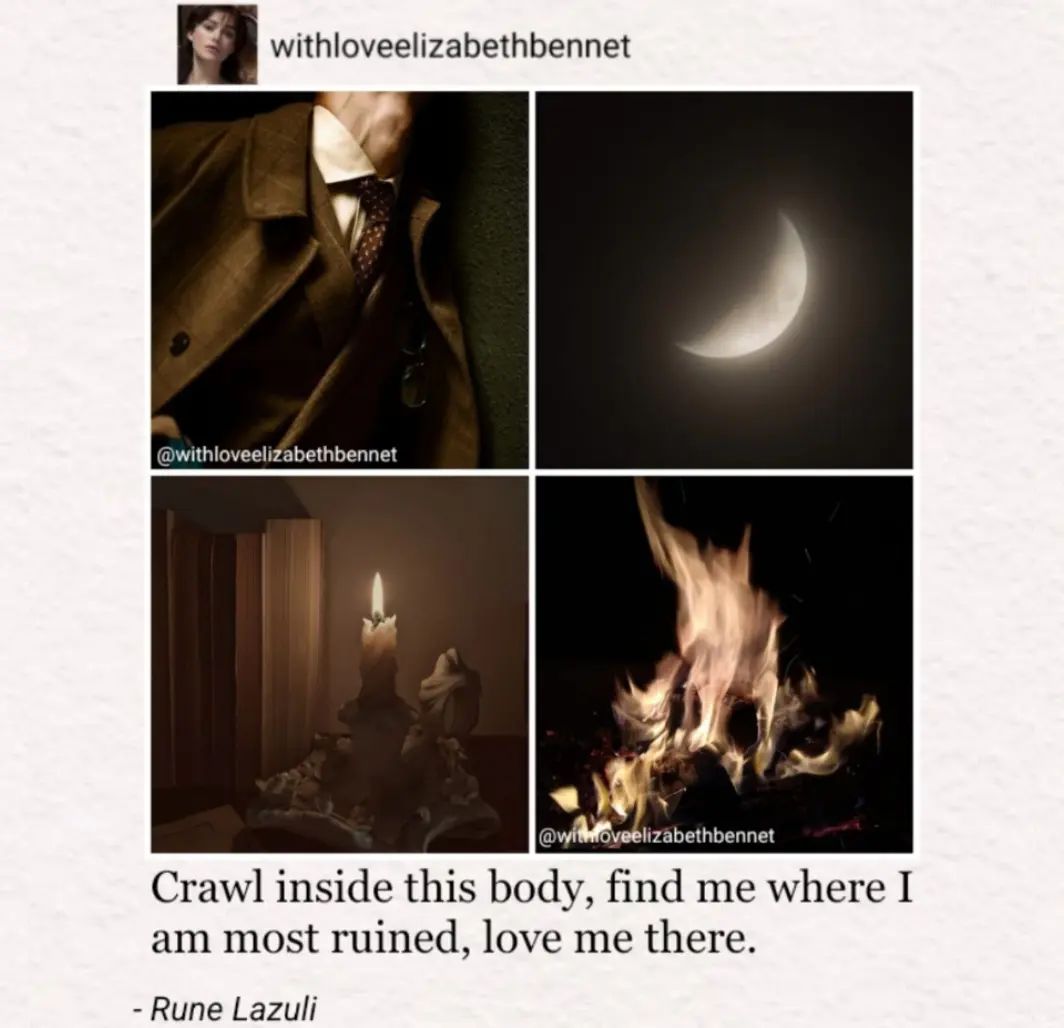 withloveelizabethbennet
@withloveelizabethbennet
@withloveelizabethbennet
Crawl inside this body, find me where I
am most ruined, love me there.
- Rune Lazuli